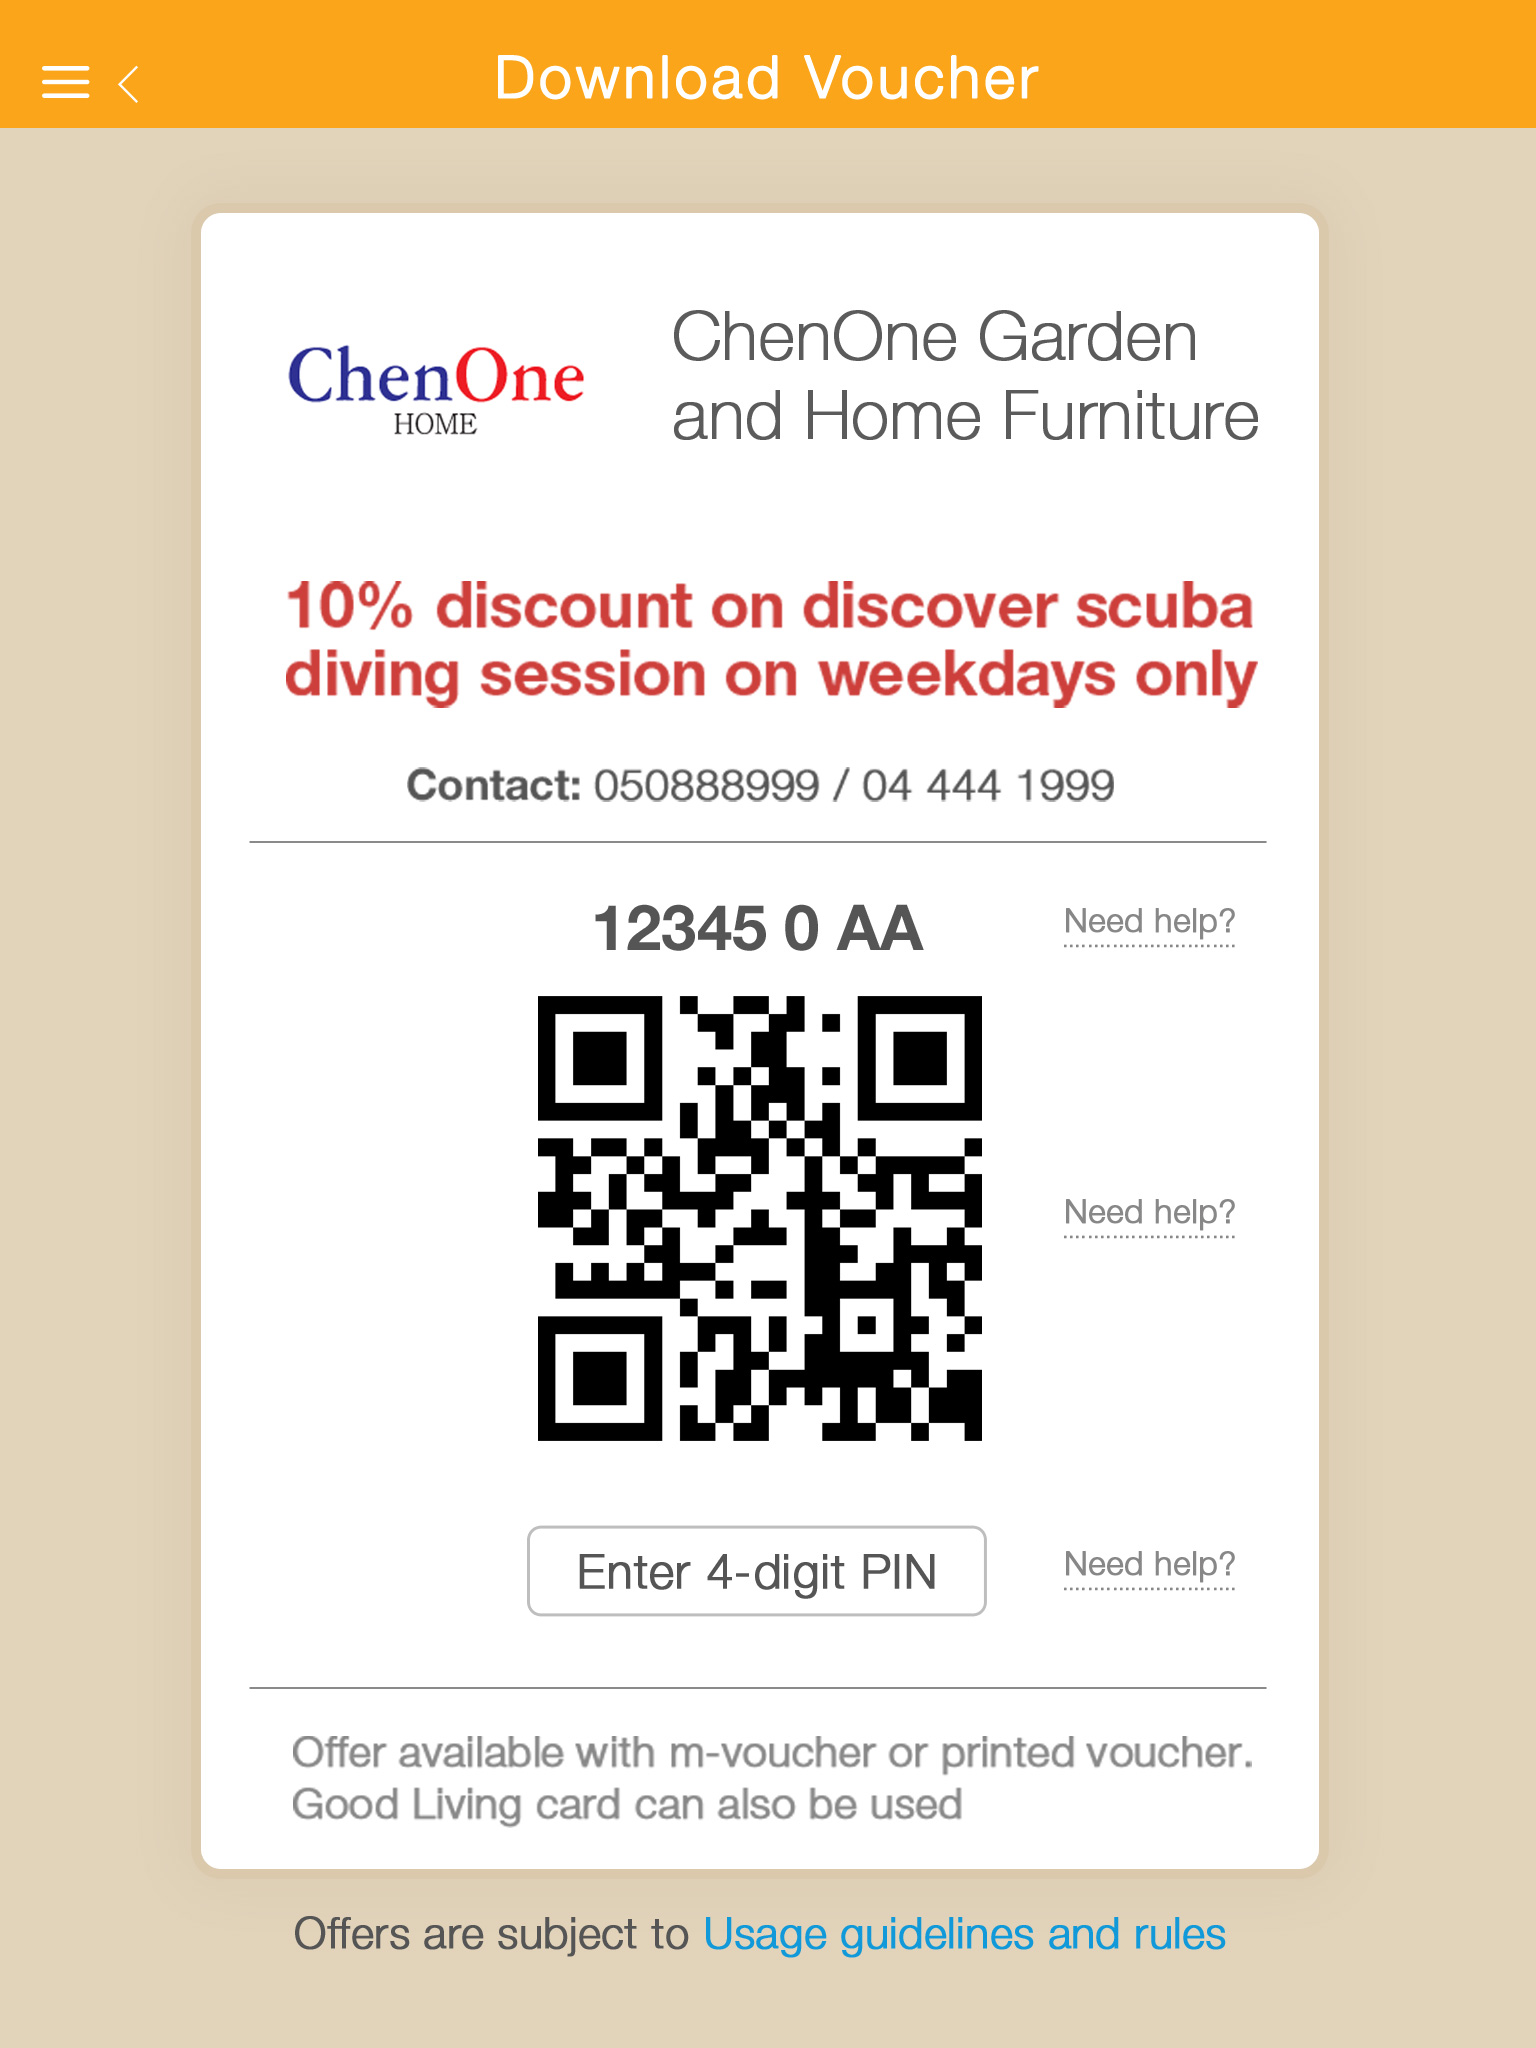 Download Voucher
ChenOne
HOME
ChenOne Garden
and Home Furniture
10% discount on discover scuba
diving session on weekdays only
Contact: 050888999 / 04 444 1999
12345 0 AA
Need help?
Need help?
Enter 4-digit PIN
Need help?
Offer available with m-voucher or printed voucher.
Good Living card can also be used
Offers are subject to Usage guidelines and rules